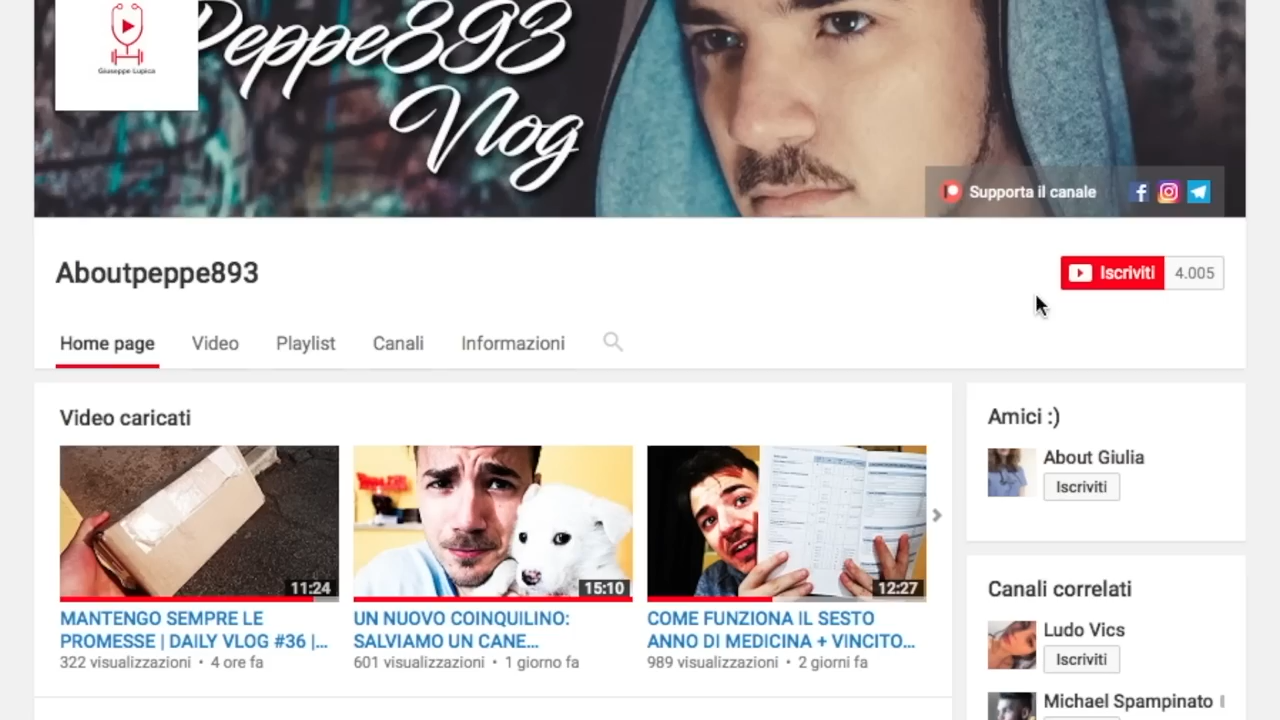 Peppe893
Vlog
Giuseppe Lupica
Supporta il canale
Aboutpeppe893
Iscriviti 4.005
Home page Video Playlist Canali Informazioni
Video caricati
11:24
15:10
12:27
MANTENGO SEMPRE LE
PROMESSE | DAILY VLOG #36 |...
322 visualizzazioni • 4 ore fa
UN NUOVO COINQUILINO:
SALVIAMO UN CANE...
601 visualizzazioni • 1 giorno fa
COME FUNZIONA IL SESTO
ANNO DI MEDICINA + VINCITO...
989 visualizzazioni • 2 giorni fa
Amici :)
About Giulia
Iscriviti
Canali correlati
Ludo Vics
Iscriviti
Michael Spampinato